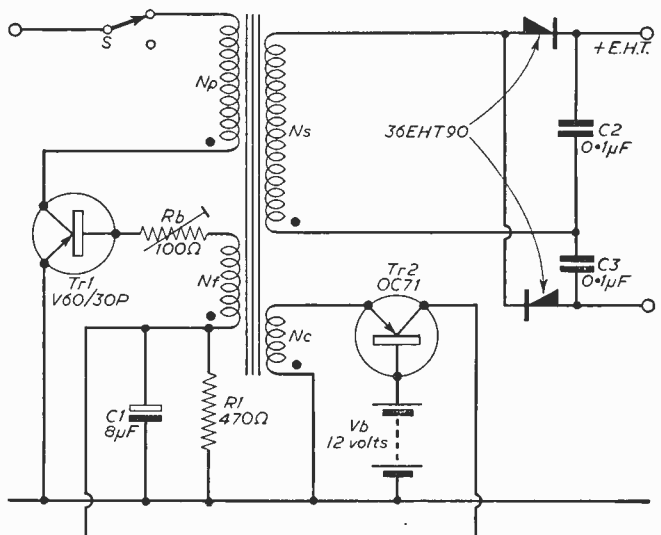 S
Np
Ns
+ E.H.T.
36EHT90
C2
0·1μF
Rb
100Ω
Tr1
V60/30P
Nf
Tr2
OC71
C3
0·1μF
Nc
C1
8μF
R1
470Ω
Vb
12 volts